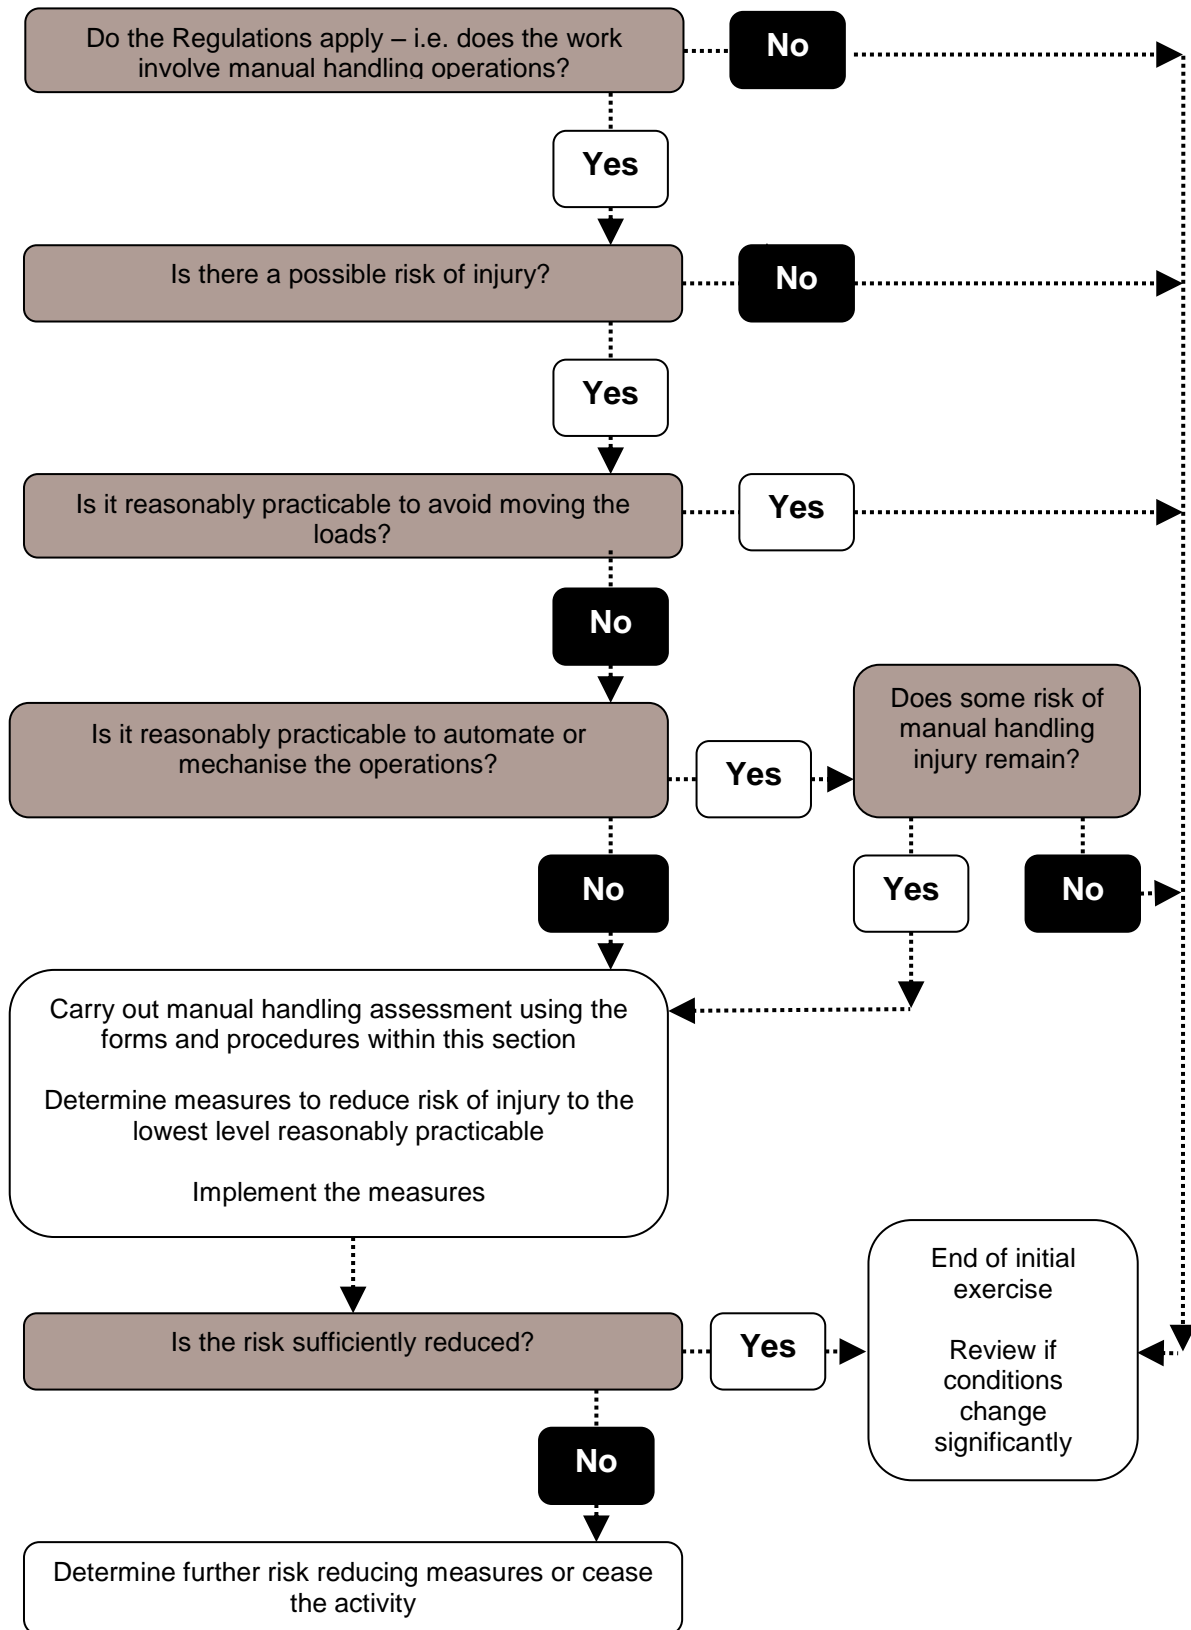 Do the Regulations apply – i.e. does the work
involve manual handling operations?
No
Yes
Is there a possible risk of injury?
No
Yes
Is it reasonably practicable to avoid moving the
loads?
Yes
No
Is it reasonably practicable to automate or
mechanise the operations?
Yes
Does some risk of
manual handling
injury remain?
No
Yes
No
Carry out manual handling assessment using the
forms and procedures within this section
Determine measures to reduce risk of injury to the
lowest level reasonably practicable
Implement the measures
Is the risk sufficiently reduced?
Yes
End of initial
exercise
Review if
conditions
change
significantly
No
Determine further risk reducing measures or cease
the activity